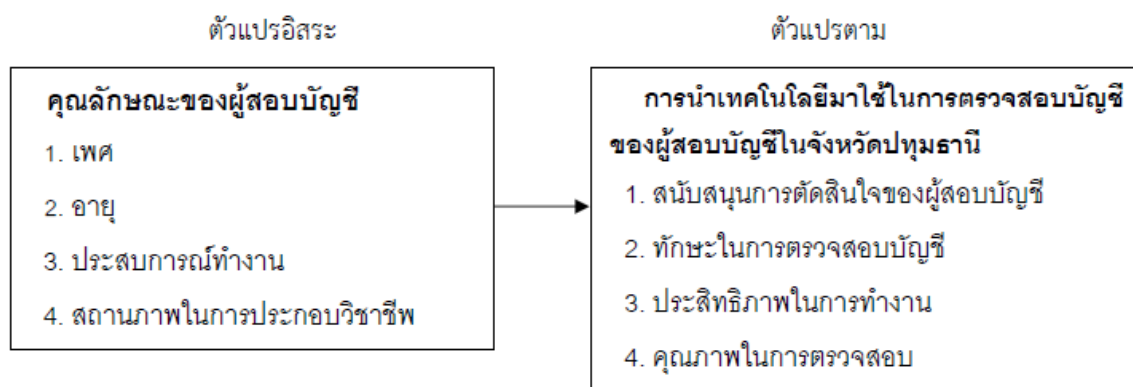 ตัวแปรอิสระ
ตัวแปรตาม
คุณลักษณะของผู้สอบบัญชี
1. เพศ
2. อายุ
3. ประสบการณ์ทำงาน
4. สถานภาพในการประกอบวิชาชีพ
การนำเทคโนโลยีมาใช้ในการตรวจสอบบัญชี
ของผู้สอบบัญชีในจังหวัดปทุมธานี
1. สนับสนุนการตัดสินใจของผู้สอบบัญชี
2. ทักษะในการตรวจสอบบัญชี
3. ประสิทธิภาพในการทำงาน
4. คุณภาพในการตรวจสอบ